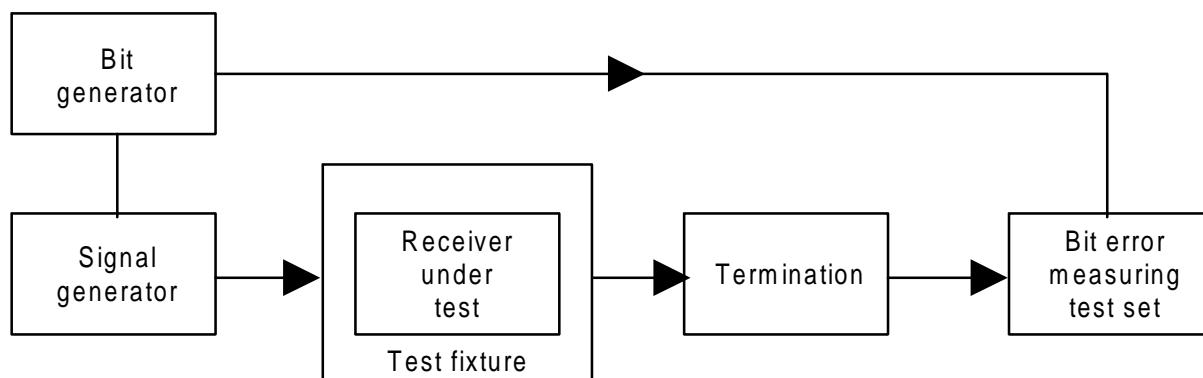 Bit
generator
Signal
generator
Receiver
under
test
Test fixture
Termination
Bit error
measuring
test set